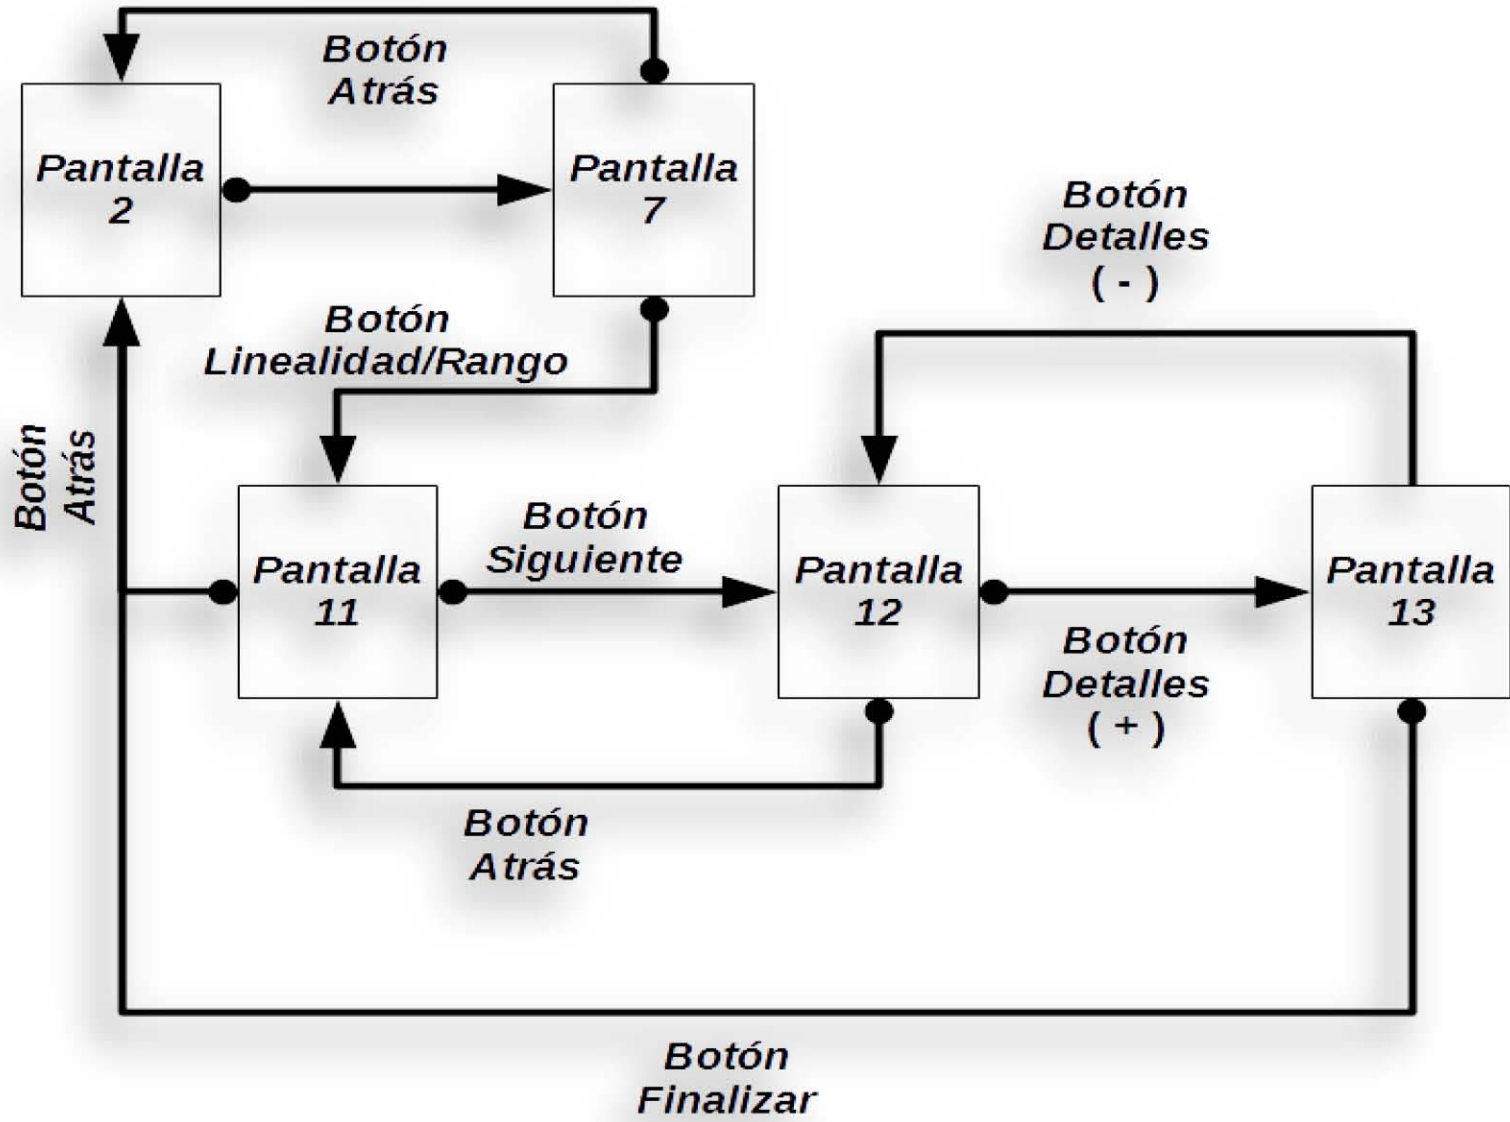 Botón
Atrás
Pantalla
2
Pantalla
7
Botón
Detalles
( - )
Botón
Linealidad/Rango
Botón
Atrás
Pantalla
11
Botón
Siguiente
Pantalla
12
Pantalla
13
Botón
Detalles
( + )
Botón
Atrás
Botón
Finalizar